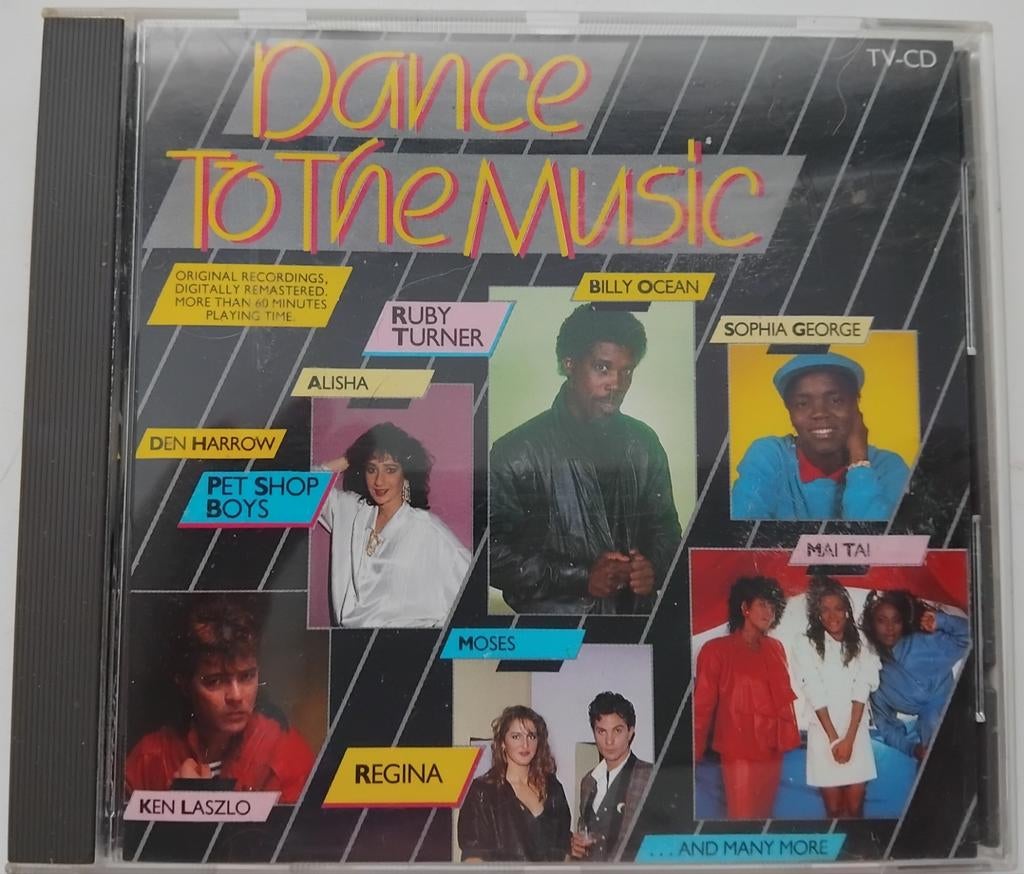 Dance
TV-CD
To The Music
ORIGINAL RECORDINGS,
DIGITALLY REMASTERED.
MORE THAN 60 MINUTES
PLAYING TIME.
BILLY OCEAN
RUBY
TURNER
SOPHIA GEORGE
ALISHA
DEN HARROW
PET SHOP
BOYS
MAI TAI
MOSES
REGINA
KEN LASZLO
...AND MANY MORE